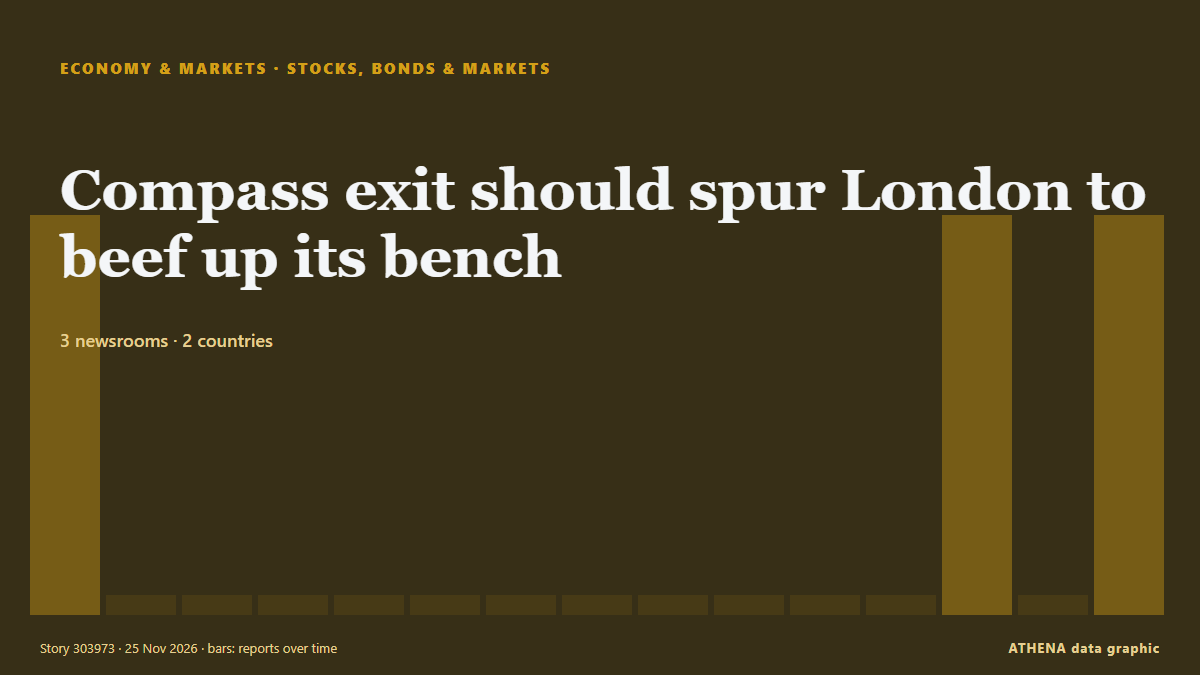 ECONOMY & MARKETS · STOCKS, BONDS & MARKETS
Compass exit should spur London to
beef up its bench
3 newsrooms · 2 countries
Story 303973 · 25 Nov 2026 · bars: reports over time
ATHENA data graphic